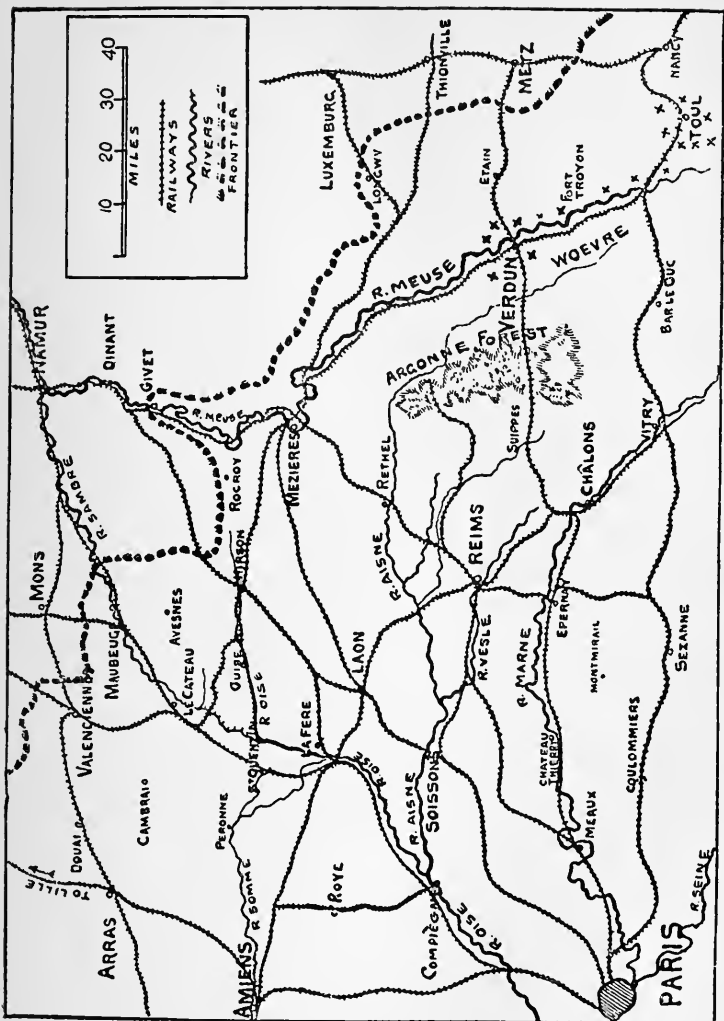 ARRAS
TO LILLE
DOUAI
VALENCIENNES
MONS
NAMUR
CAMBRAI
MAUBEUGE
R. SAMBRE
DINANT
GIVET
10 20 30 40
MILES
RAILWAYS
RIVERS
FRONTIER
LE CATEAU
AVESNES
AMIENS
R SOMME
PERONNE
ST QUENTIN
GUISE
R OISE
HIRSON
ROCROY
R. MEUSE
MEZIERES
ROYE
LA FERE
LAON
COMPIÈGNE
R. OISE
R. OISE
R. AISNE
SOISSONS
R. AISNE
RETHEL
R. MEUSE
LUXEMBURG
LONGWY
THIONVILLE
REIMS
R. VESLE
SUIPPES
ARGONNE FOREST
VERDUN
ETAIN
METZ
R. MARNE
CHATEAU THIERRY
EPERNAY
CHÂLONS
WOEVRE
FORT TROYON
MEAUX
MONTMIRAIL
COULOMMIERS
SEZANNE
VITRY
BAR LE DUC
TOUL
NANCY
PARIS
R. SEINE